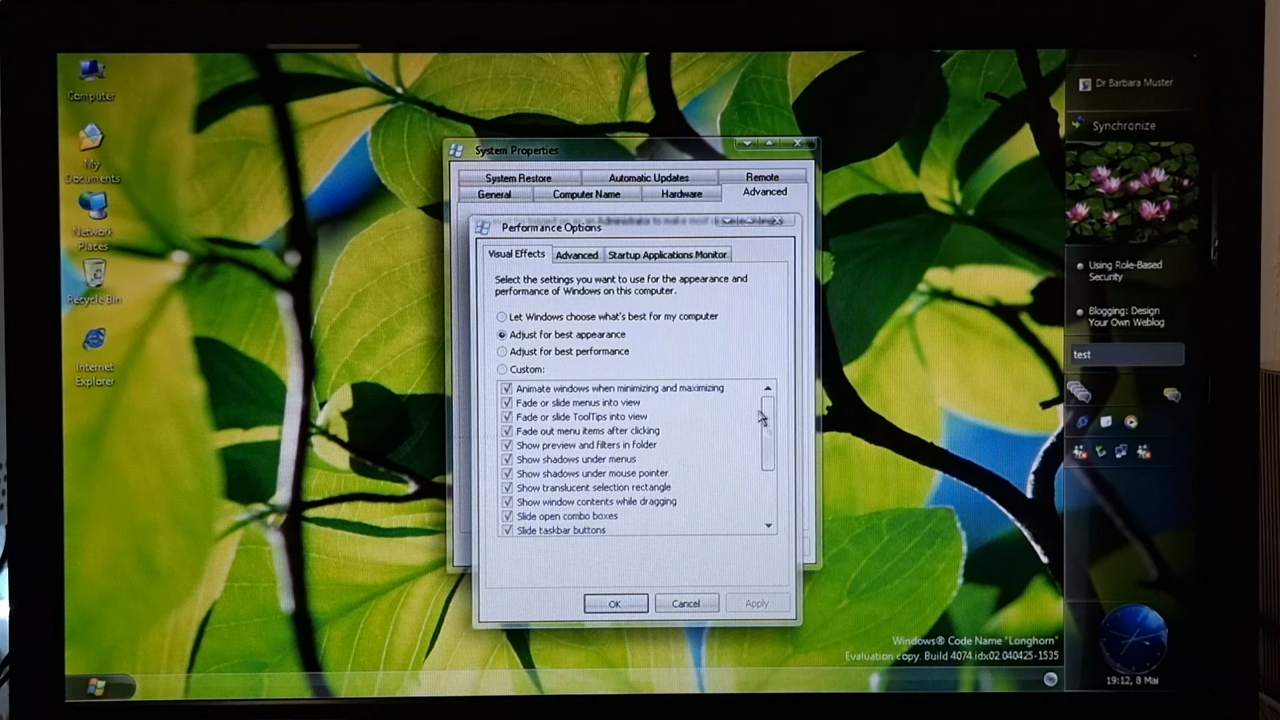 Computer
My
Documents
Network
Places
Recycle Bin
Internet
Explorer
System Properties
System Restore
Automatic Updates
Remote
General
Computer Name
Hardware
Advanced
Performance Options
Visual Effects
Advanced
Startup Applications Monitor
Select the settings you want to use for the appearance and
performance of Windows on this computer.
Let Windows choose what's best for my computer
Adjust for best appearance
Adjust for best performance
Custom:
Animate windows when minimizing and maximizing
Fade or slide menus into view
Fade or slide ToolTips into view
Fade out menu items after clicking
Show preview and filters in folder
Show shadows under menus
Show shadows under mouse pointer
Show translucent selection rectangle
Show window contents while dragging
Slide open combo boxes
Slide taskbar buttons
OK
Cancel
Apply
Dr Barbara Muster
Synchronize
Using Role-Based
Security
Blogging: Design
Your Own Weblog
test
Windows® Code Name "Longhorn"
Evaluation copy. Build 4074.idx02.040425-1535
19:12, 8 Mai